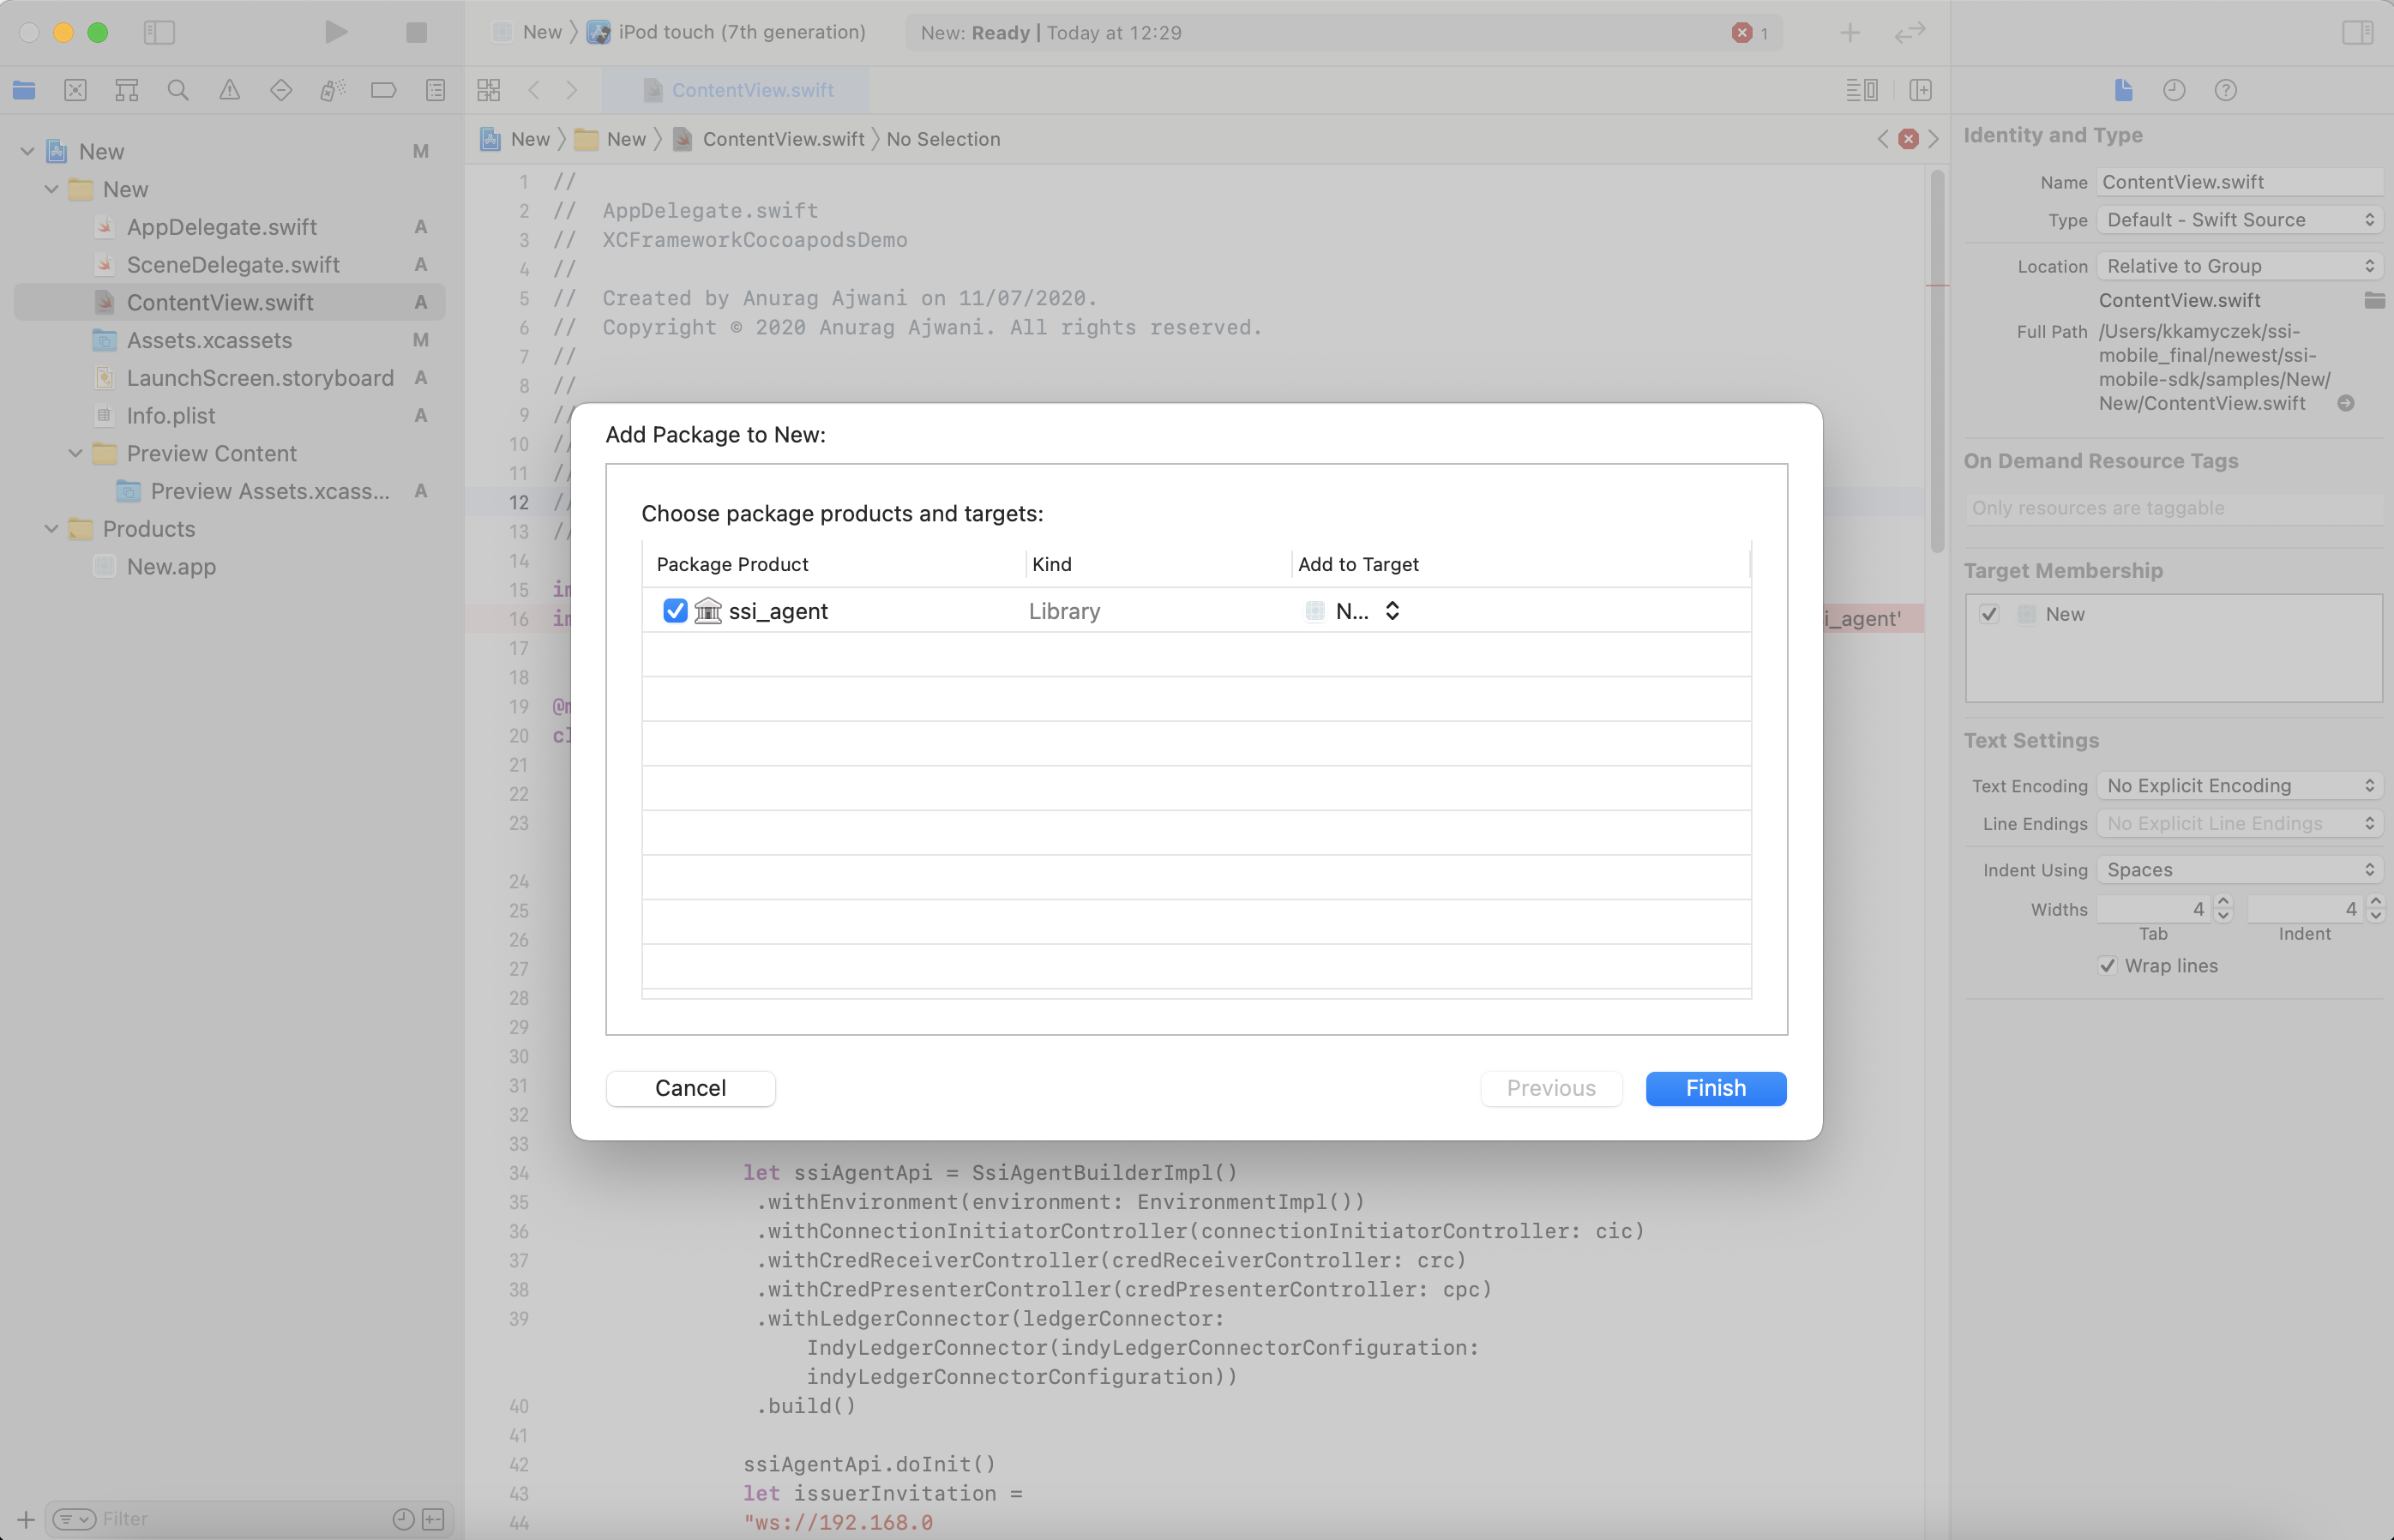 New
iPod touch (7th generation)
New: Ready | Today at 12:29
1
ContentView.swift
New
New
ContentView.swift
No Selection
New M
New
AppDelegate.swift A
SceneDelegate.swift A
ContentView.swift A
Assets.xcassets M
LaunchScreen.storyboard A
Info.plist A
Preview Content
Preview Assets.xcass... A
Products
New.app
Filter
1 //
2 // AppDelegate.swift
3 // XCFrameworkCocoapodsDemo
4 //
5 // Created by Anurag Ajwani on 11/07/2020.
6 // Copyright © 2020 Anurag Ajwani. All rights reserved.
7 //
8 //
9 //
10 //
11 //
12 //
13 //
14
15
16 i_agent'
17
18
19
20
21
22
23
24
25
26
27
28
29
30
31
32
33
34 let ssiAgentApi = SsiAgentBuilderImpl()
35 .withEnvironment(environment: EnvironmentImpl())
36 .withConnectionInitiatorController(connectionInitiatorController: cic)
37 .withCredReceiverController(credReceiverController: crc)
38 .withCredPresenterController(credPresenterController: cpc)
39 .withLedgerConnector(ledgerConnector:
IndyLedgerConnector(indyLedgerConnectorConfiguration:
indyLedgerConnectorConfiguration))
40 .build()
41
42 ssiAgentApi.doInit()
43 let issuerInvitation =
44 "ws://192.168.0
Add Package to New:
Choose package products and targets:
Package Product Kind Add to Target
ssi_agent Library N...
Cancel
Previous
Finish
Identity and Type
Name ContentView.swift
Type Default - Swift Source
Location Relative to Group
ContentView.swift
Full Path /Users/kkamyczek/ssi-
mobile_final/newest/ssi-
mobile-sdk/samples/New/
New/ContentView.swift
On Demand Resource Tags
Only resources are taggable
Target Membership
New
Text Settings
Text Encoding No Explicit Encoding
Line Endings No Explicit Line Endings
Indent Using Spaces
Widths 4 4
Tab Indent
Wrap lines